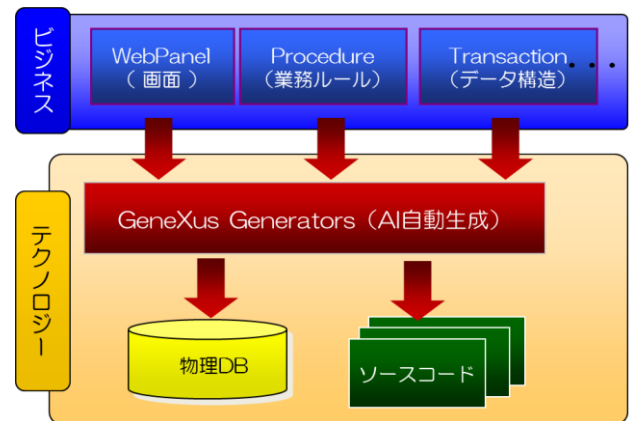 ビジネス
WebPanel
（ 画面 ）
Procedure
（業務ルール）
Transaction
（データ構造）
・・・
テクノロジー
GeneXus Generators（AI自動生成）
物理DB
ソースコード